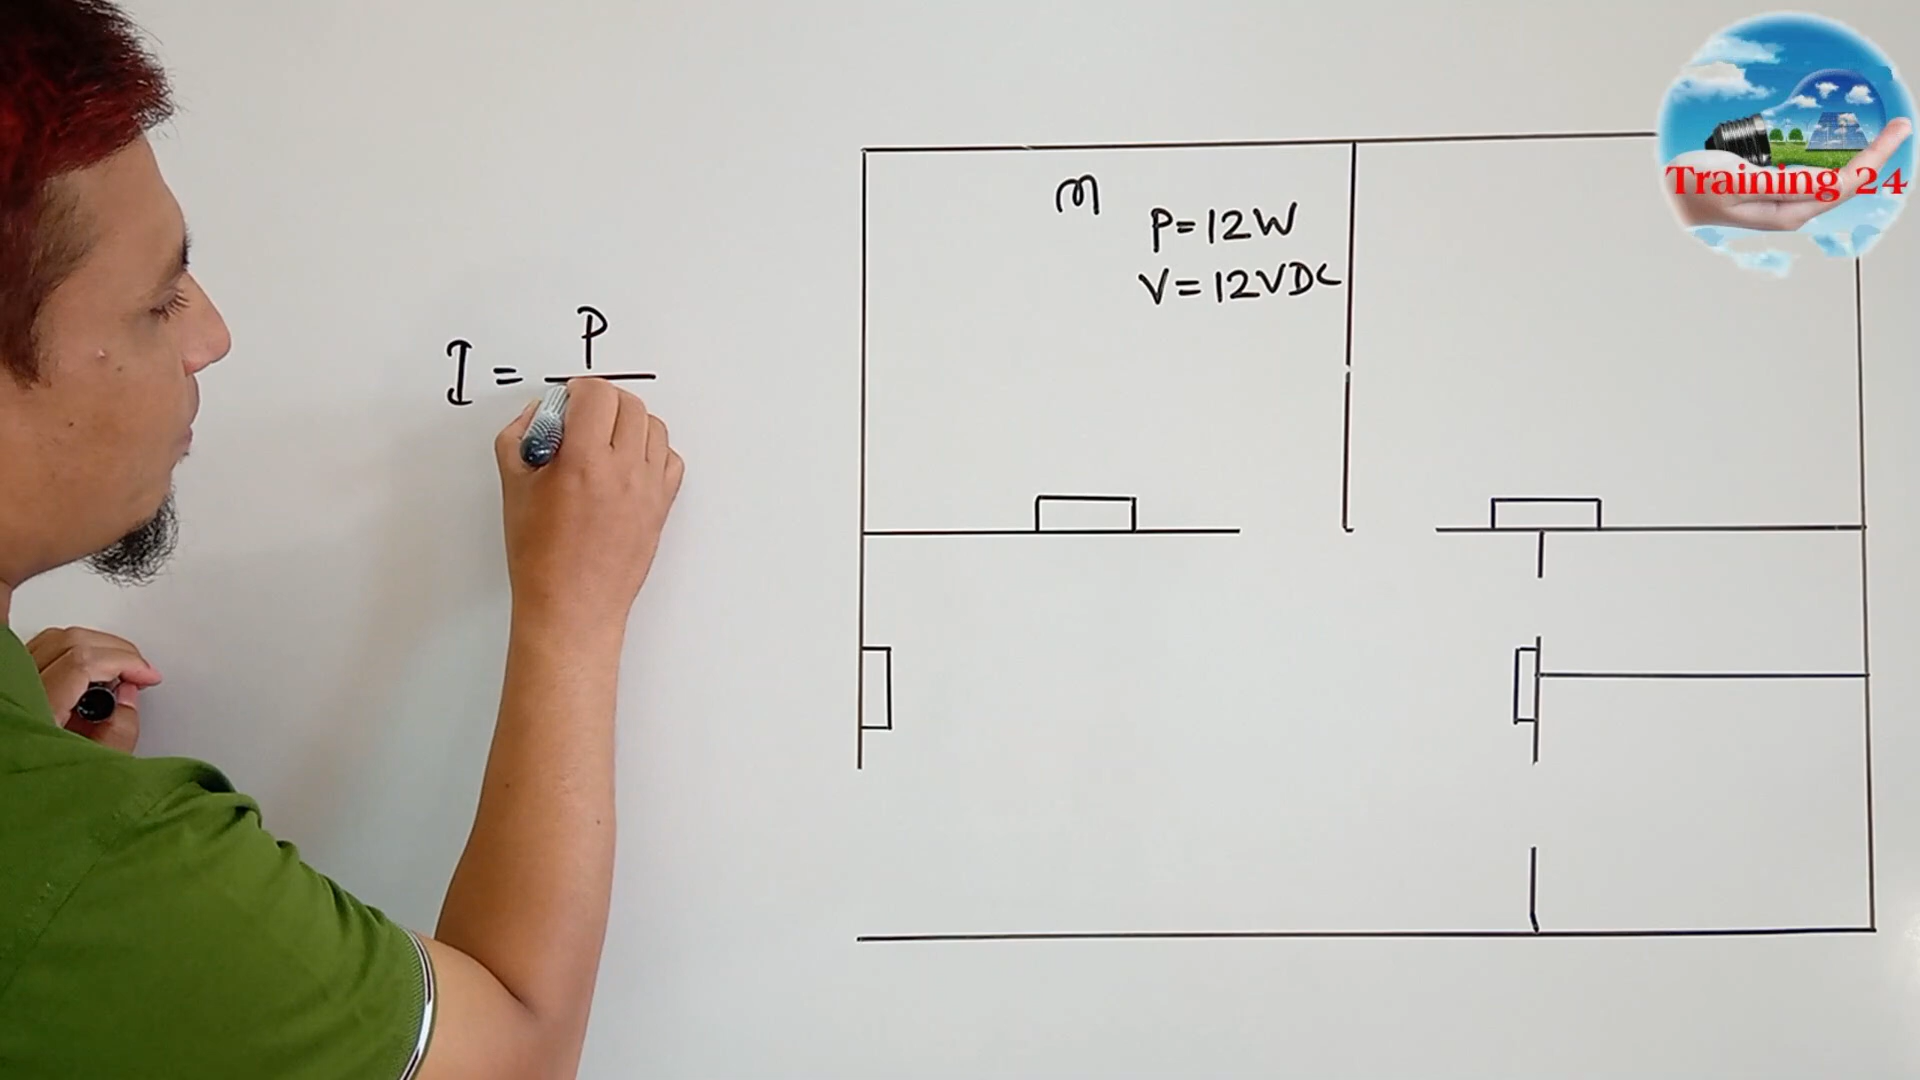 P=12W
V=12VDC
P
I=
Training 24